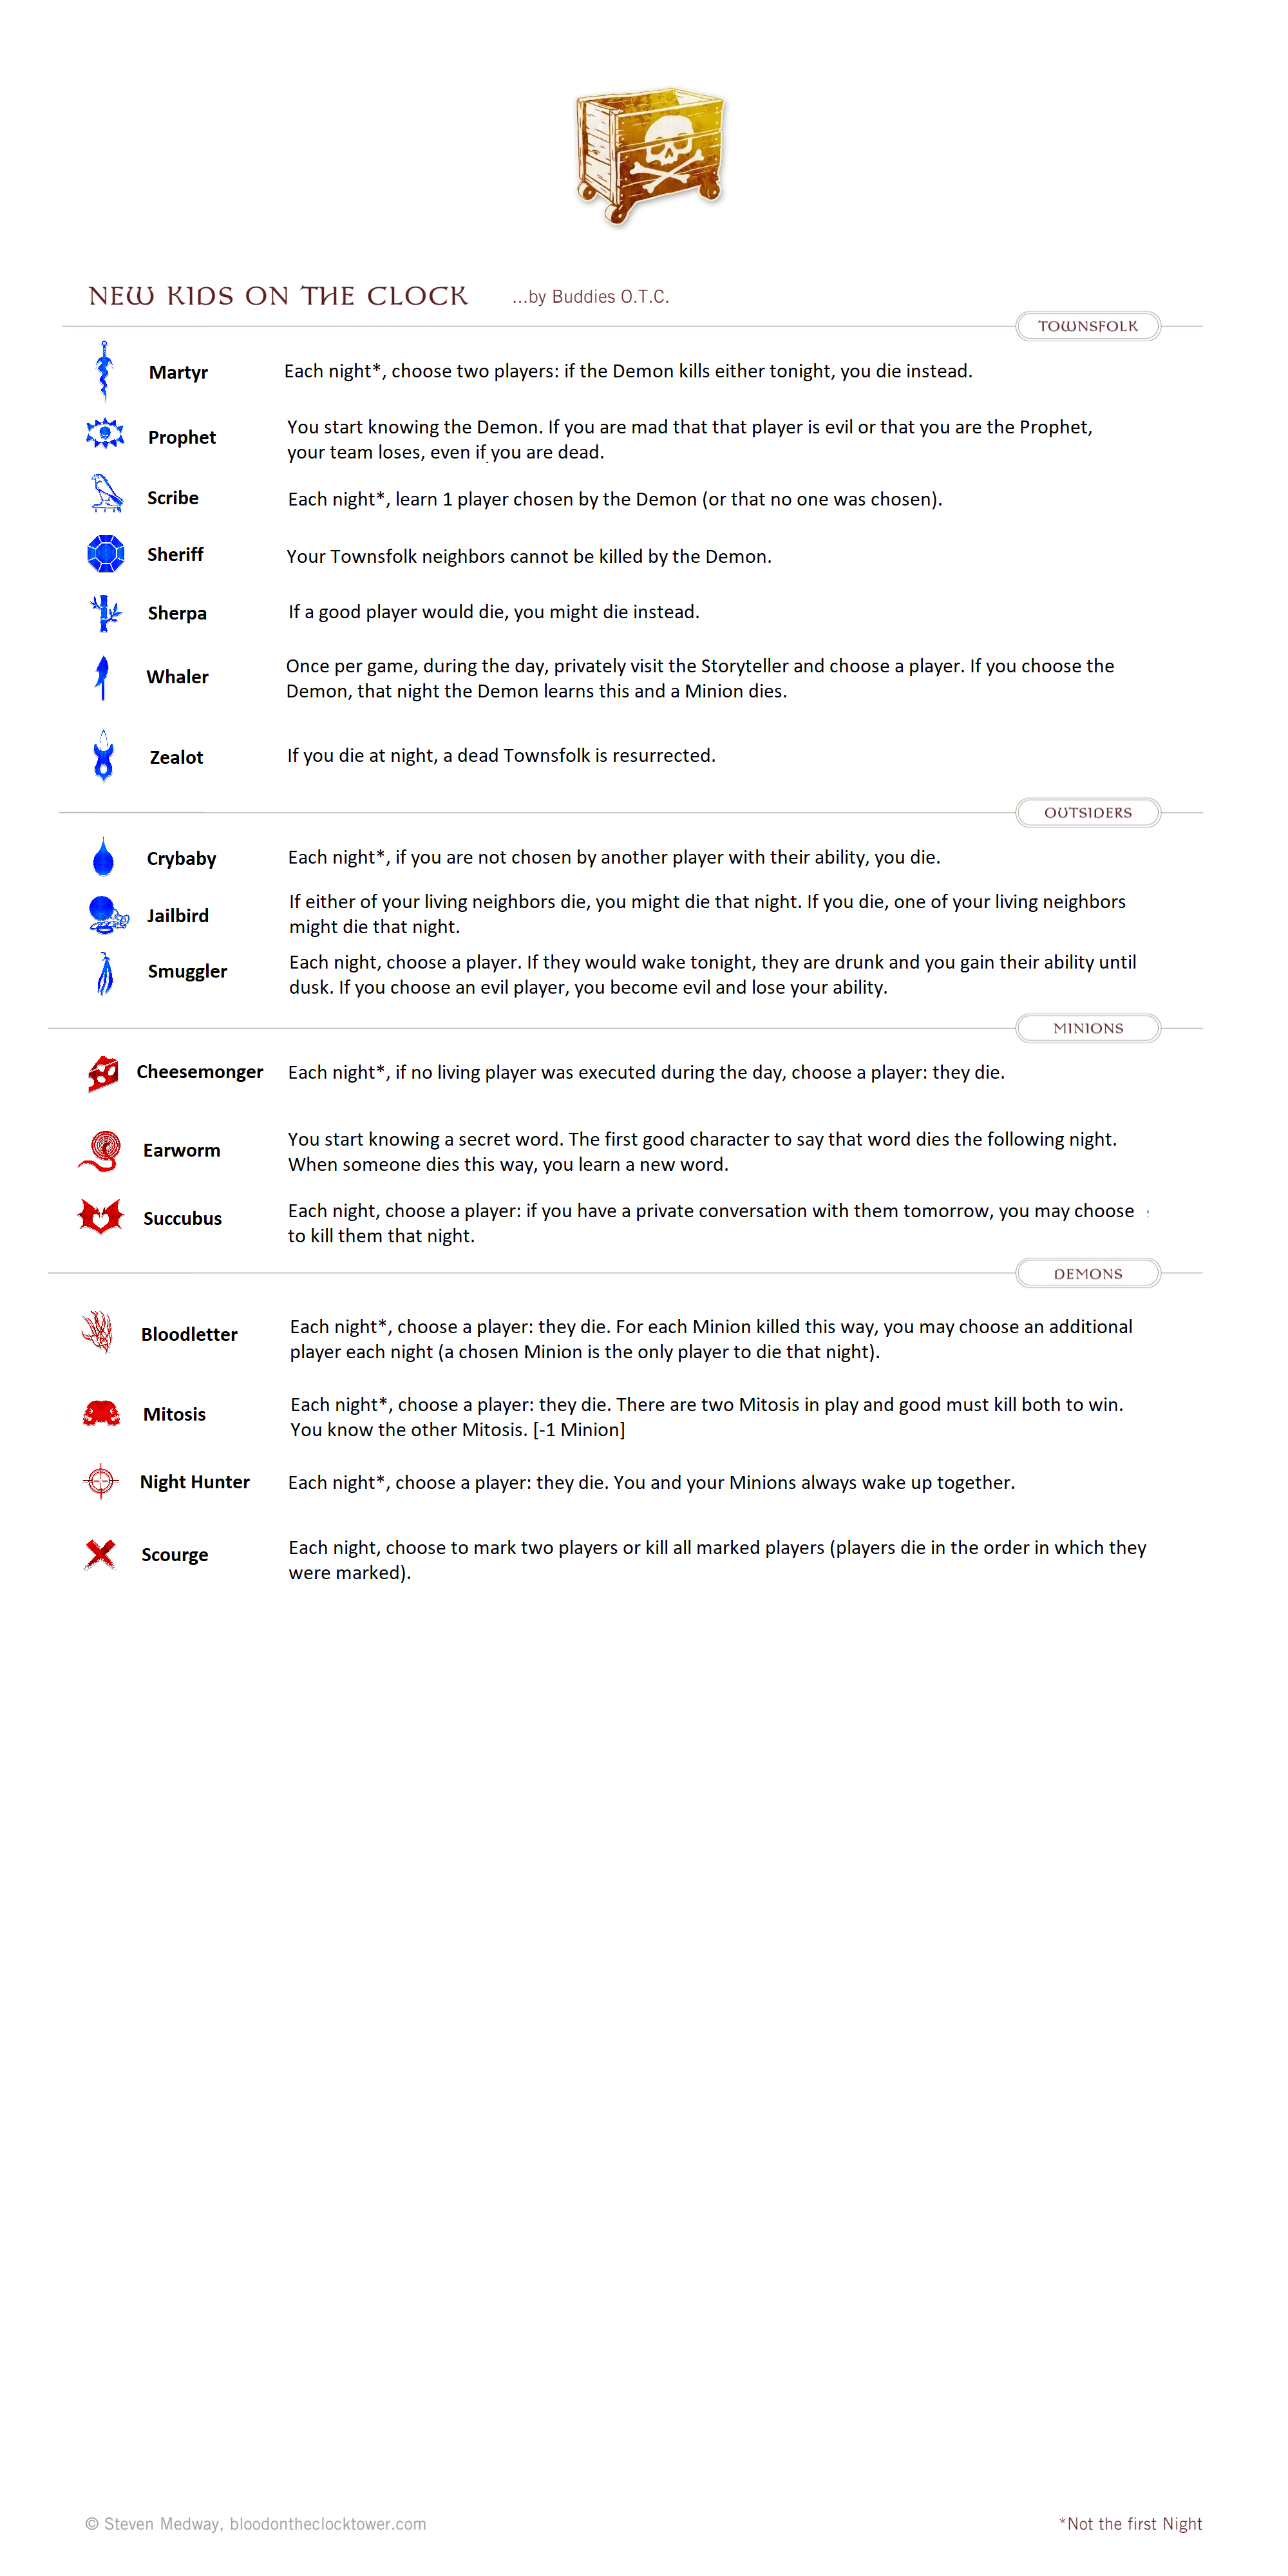 NEW KIDS ON THE CLOCK ...by Buddies O.T.C.
TOWNSFOLK
Martyr Each night*, choose two players: if the Demon kills either tonight, you die instead.
Prophet You start knowing the Demon. If you are mad that that player is evil or that you are the Prophet,
your team loses, even if you are dead.
Scribe Each night*, learn 1 player chosen by the Demon (or that no one was chosen).
Sheriff Your Townsfolk neighbors cannot be killed by the Demon.
Sherpa If a good player would die, you might die instead.
Whaler Once per game, during the day, privately visit the Storyteller and choose a player. If you choose the
Demon, that night the Demon learns this and a Minion dies.
Zealot If you die at night, a dead Townsfolk is resurrected.
OUTSIDERS
Crybaby Each night*, if you are not chosen by another player with their ability, you die.
Jailbird If either of your living neighbors die, you might die that night. If you die, one of your living neighbors
might die that night.
Smuggler Each night, choose a player. If they would wake tonight, they are drunk and you gain their ability until
dusk. If you choose an evil player, you become evil and lose your ability.
MINIONS
Cheesemonger Each night*, if no living player was executed during the day, choose a player: they die.
Earworm You start knowing a secret word. The first good character to say that word dies the following night.
When someone dies this way, you learn a new word.
Succubus Each night, choose a player: if you have a private conversation with them tomorrow, you may choose
to kill them that night.
DEMONS
Bloodletter Each night*, choose a player: they die. For each Minion killed this way, you may choose an additional
player each night (a chosen Minion is the only player to die that night).
Mitosis Each night*, choose a player: they die. There are two Mitosis in play and good must kill both to win.
You know the other Mitosis. [-1 Minion]
Night Hunter Each night*, choose a player: they die. You and your Minions always wake up together.
Scourge Each night, choose to mark two players or kill all marked players (players die in the order in which they
were marked).
© Steven Medway, bloodontheclocktower.com *Not the first Night